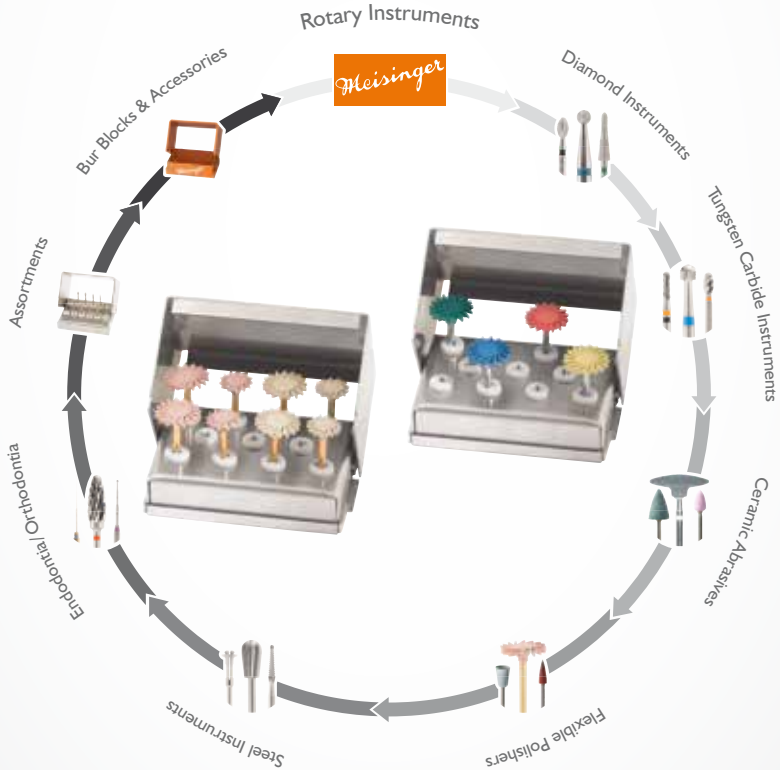 Rotary Instruments
Meisinger
Diamond Instruments
Tungsten Carbide Instruments
Ceramic Abrasives
Flexible Polishers
Steel Instruments
Endodontia/Orthodontia
Assortments
Bur Blocks & Accessories